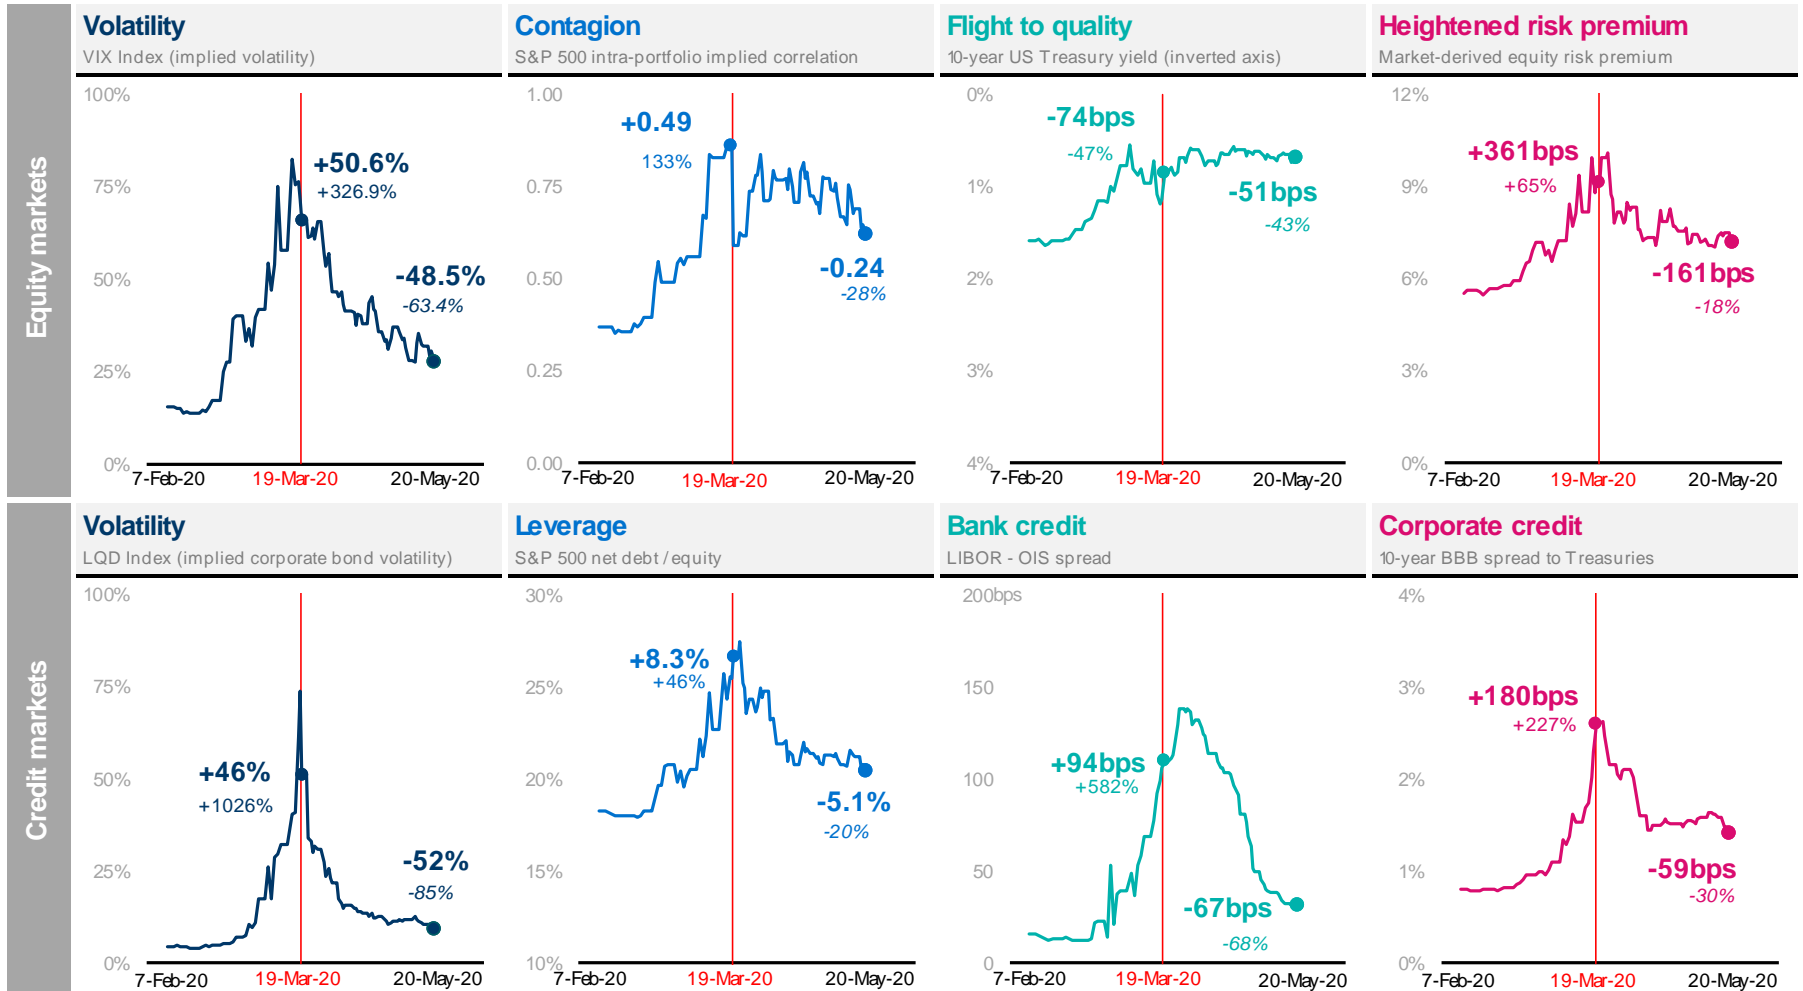 Equity markets
Volatility
VIX Index (implied volatility)
100%
75%
50%
25%
0%
+50.6%
+326.9%
-48.5%
-63.4%
7-Feb-20
19-Mar-20
20-May-20
Contagion
S&P 500 intra-portfolio implied correlation
1.00
0.75
0.50
0.25
0.00
+0.49
133%
-0.24
-28%
7-Feb-20
19-Mar-20
20-May-20
Flight to quality
10-year US Treasury yield (inverted axis)
0%
1%
2%
3%
4%
-74bps
-47%
-51bps
-43%
7-Feb-20
19-Mar-20
20-May-20
Heightened risk premium
Market-derived equity risk premium
12%
9%
6%
3%
0%
+361bps
+65%
-161bps
-18%
7-Feb-20
19-Mar-20
20-May-20
Credit markets
Volatility
LQD Index (implied corporate bond volatility)
100%
75%
50%
25%
0%
+46%
+1026%
-52%
-85%
7-Feb-20
19-Mar-20
20-May-20
Leverage
S&P 500 net debt / equity
30%
25%
20%
15%
10%
+8.3%
+46%
-5.1%
-20%
7-Feb-20
19-Mar-20
20-May-20
Bank credit
LIBOR - OIS spread
200bps
150
100
50
0
+94bps
+582%
-67bps
-68%
7-Feb-20
19-Mar-20
20-May-20
Corporate credit
10-year BBB spread to Treasuries
4%
3%
2%
1%
0%
+180bps
+227%
-59bps
-30%
7-Feb-20
19-Mar-20
20-May-20